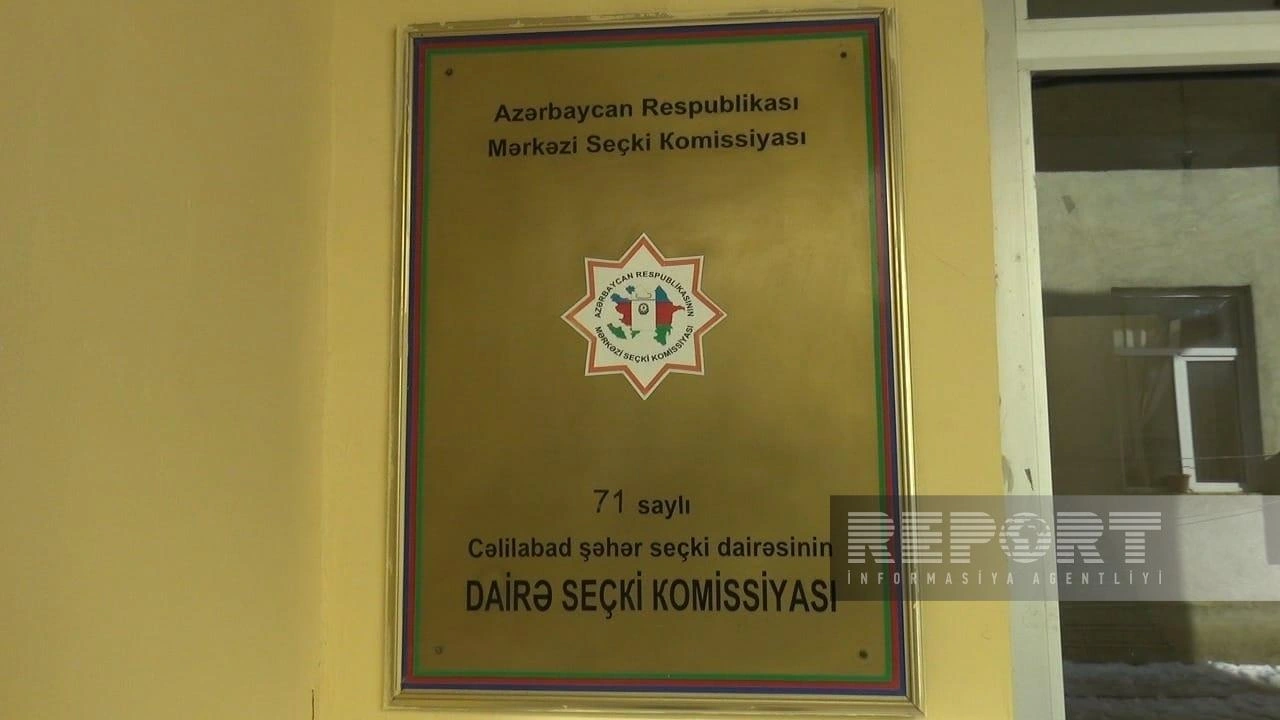 Azərbaycan Respublikası
Mərkəzi Seçki Komissiyası
AZƏRBAYCAN RESPUBLİKASININ
MƏRKƏZİ SEÇKİ KOMİSSİYASI
71 saylı
Cəlilabad şəhər seçki dairəsinin
DAİRƏ SEÇKİ KOMİSSİYASI
REPORT
İNFORMASİYA AGENTLİYİ